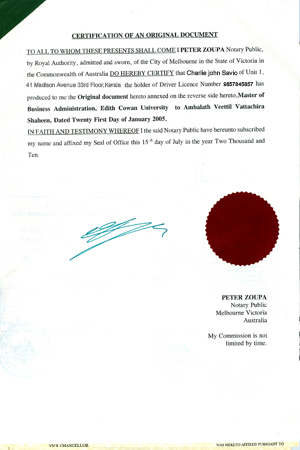 CERTIFICATION OF AN ORIGINAL DOCUMENT
TO ALL TO WHOM THESE PRESENTS SHALL COME I PETER ZOUPA Notary Public,
by Royal Authority, admitted and sworn, of the City of Melbourne in the State of Victoria in
the Commonwealth of Australia DO HEREBY CERTIFY that Charlie john Savio of Unit 1,
41 Madison Avenue 33rd Floor,Kerala the holder of Driver Licence Number 9857845857 has
produced to me the Original document hereto annexed on the reverse side hereto, Master of
Business Administration, Edith Cowan University to Ambalath Veettil Vattachira
Shaheen, Dated Twenty First Day of January 2005.
IN FAITH AND TESTIMONY WHEREOF I the said Notary Public have hereunto subscribed
my name and affixed my Seal of Office this 15th day of July in the year Two Thousand and
Ten.
PETER ZOUPA
Notary Public
Melbourne Victoria
Australia
My Commission is not
limited by time.
VICE CHANCELLOR
WAS HERETO AFFIXED PURSUANT TO